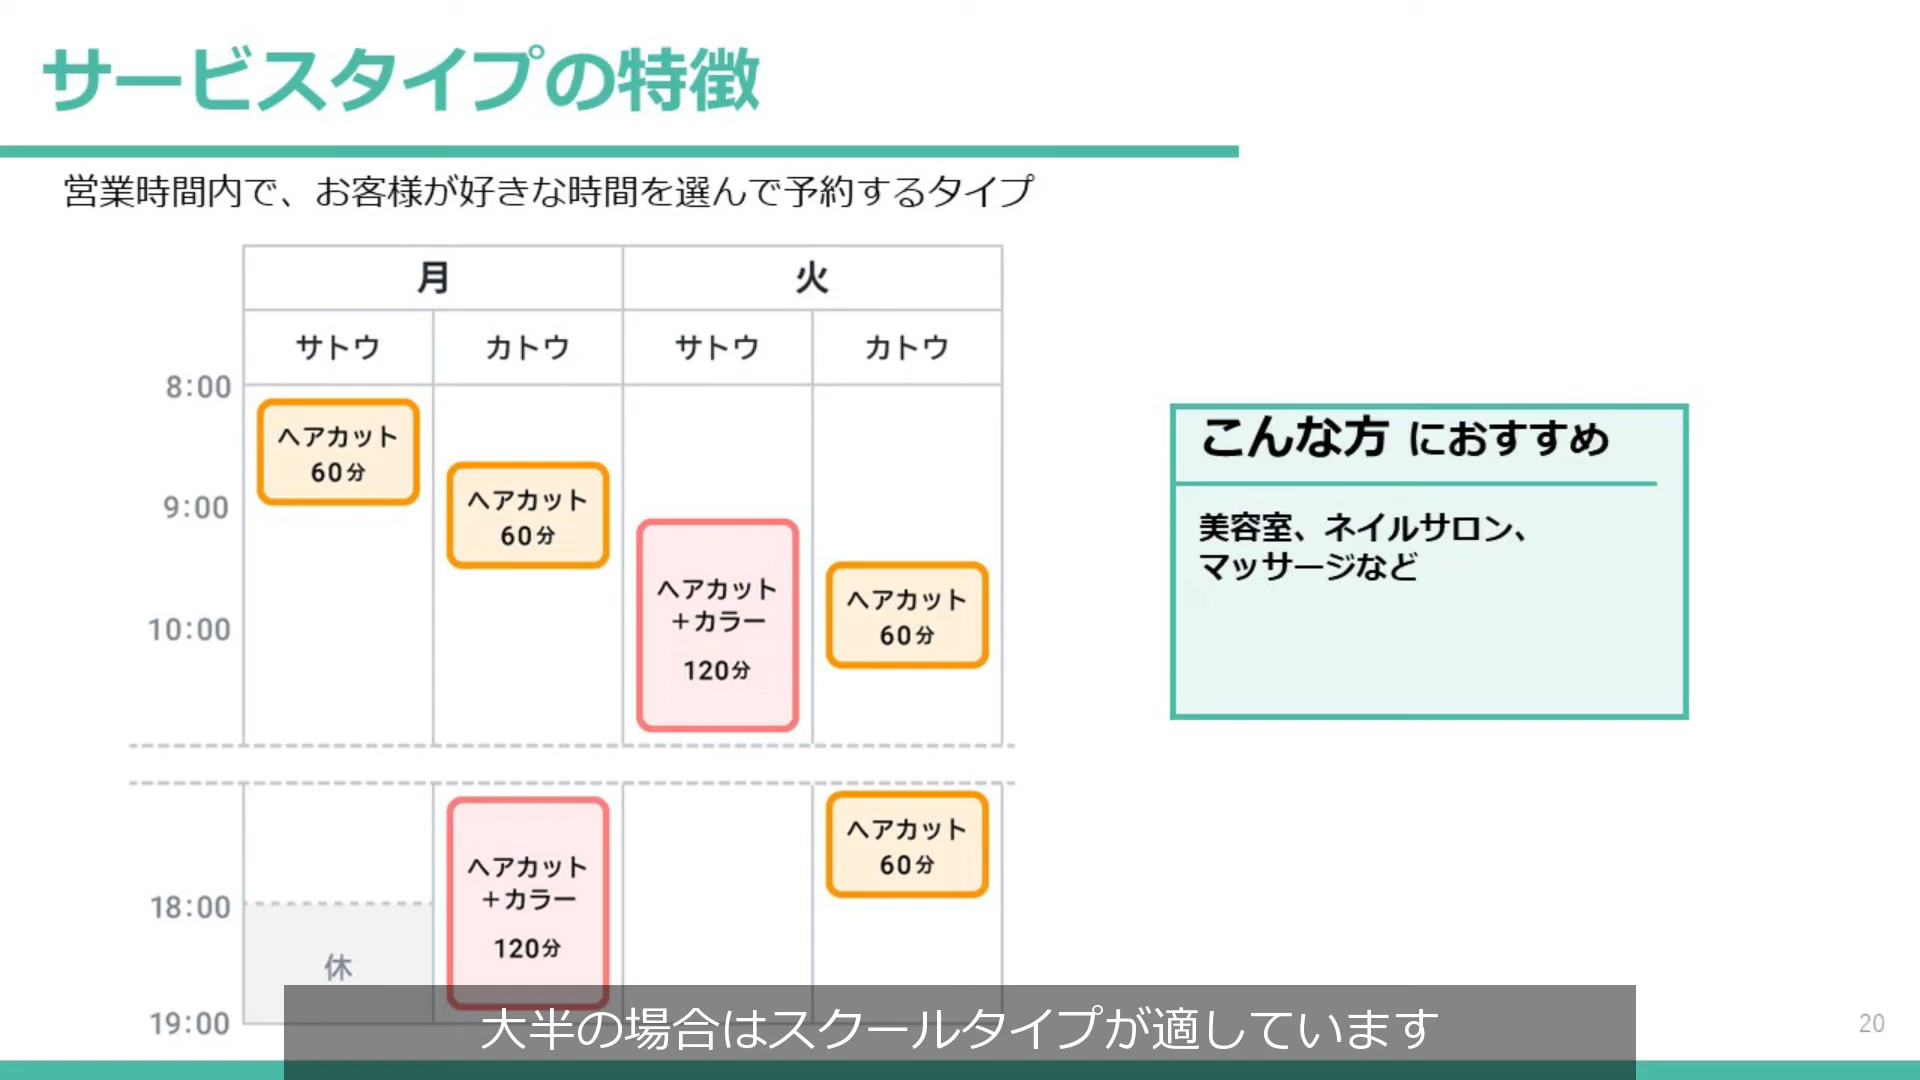 サービスタイプの特徴
営業時間内で、お客様が好きな時間を選んで予約するタイプ
月 火
サトウ カトウ サトウ カトウ
8:00
ヘアカット
60分
ヘアカット
60分
9:00
ヘアカット
+カラー
120分
ヘアカット
60分
10:00
ヘアカット
+カラー
120分
ヘアカット
60分
18:00
休
19:00
こんな方 におすすめ
美容室、ネイルサロン、
マッサージなど
大半の場合はスクールタイプが適しています
20